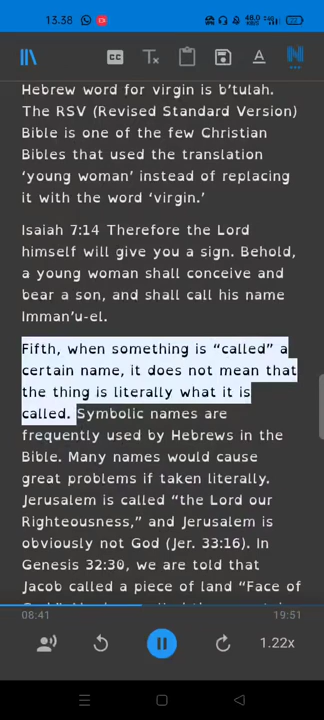 13.38
CC
Hebrew word for virgin is b'tulah.
The RSV (Revised Standard Version)
Bible is one of the few Christian
Bibles that used the translation
‘young woman’ instead of replacing
it with the word ‘virgin.’
Isaiah 7:14 Therefore the Lord
himself will give you a sign. Behold,
a young woman shall conceive and
bear a son, and shall call his name
Imman'u-el.
Fifth, when something is “called” a
certain name, it does not mean that
the thing is literally what it is
called. Symbolic names are
frequently used by Hebrews in the
Bible. Many names would cause
great problems if taken literally.
Jerusalem is called “the Lord our
Righteousness,” and Jerusalem is
obviously not God (Jer. 33:16). In
Genesis 32:30, we are told that
Jacob called a piece of land “Face of
08:41
19:51
1.22x